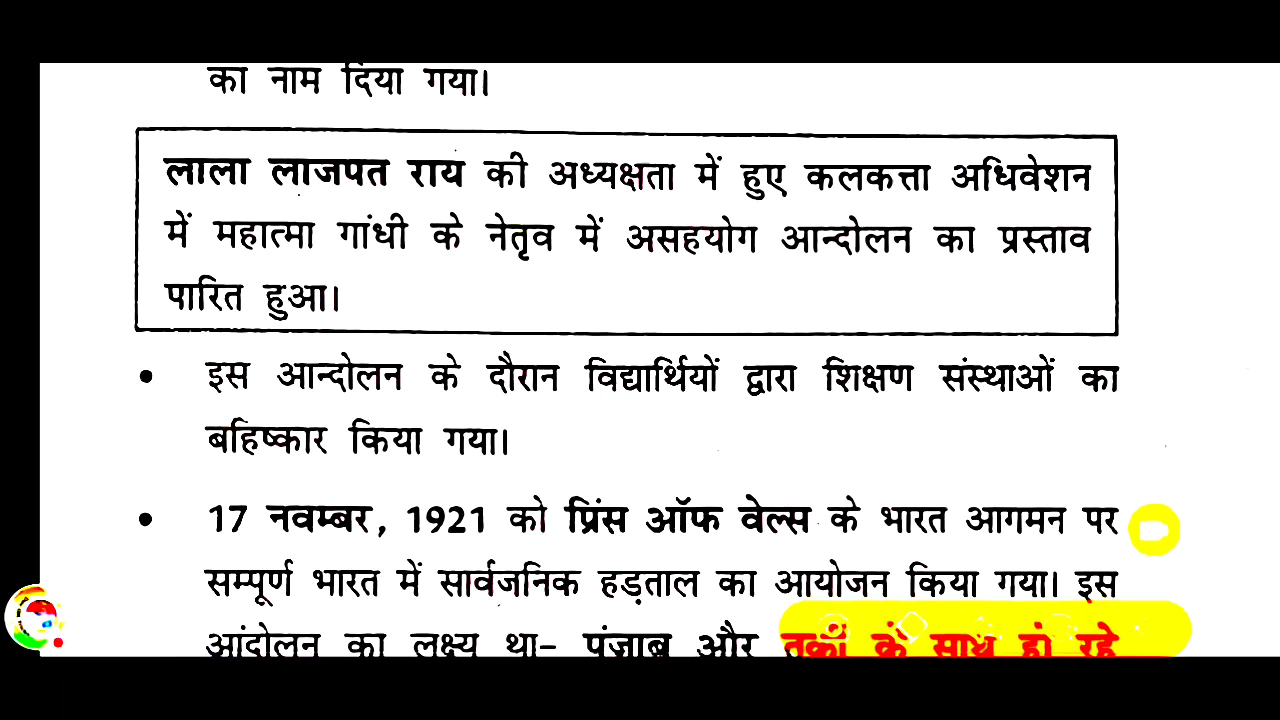 का नाम दिया गया।
लाला लाजपत राय की अध्यक्षता में हुए कलकत्ता अधिवेशन
में महात्मा गांधी के नेतृव में असहयोग आन्दोलन का प्रस्ताव
पारित हुआ।
• इस आन्दोलन के दौरान विद्यार्थियों द्वारा शिक्षण संस्थाओं का
बहिष्कार किया गया।
• 17 नवम्बर, 1921 को प्रिंस ऑफ वेल्स के भारत आगमन पर
सम्पूर्ण भारत में सार्वजनिक हड़ताल का आयोजन किया गया। इस
आंदोलन का लक्ष्य था– पंजाब और तुर्की के साथ हो रहे